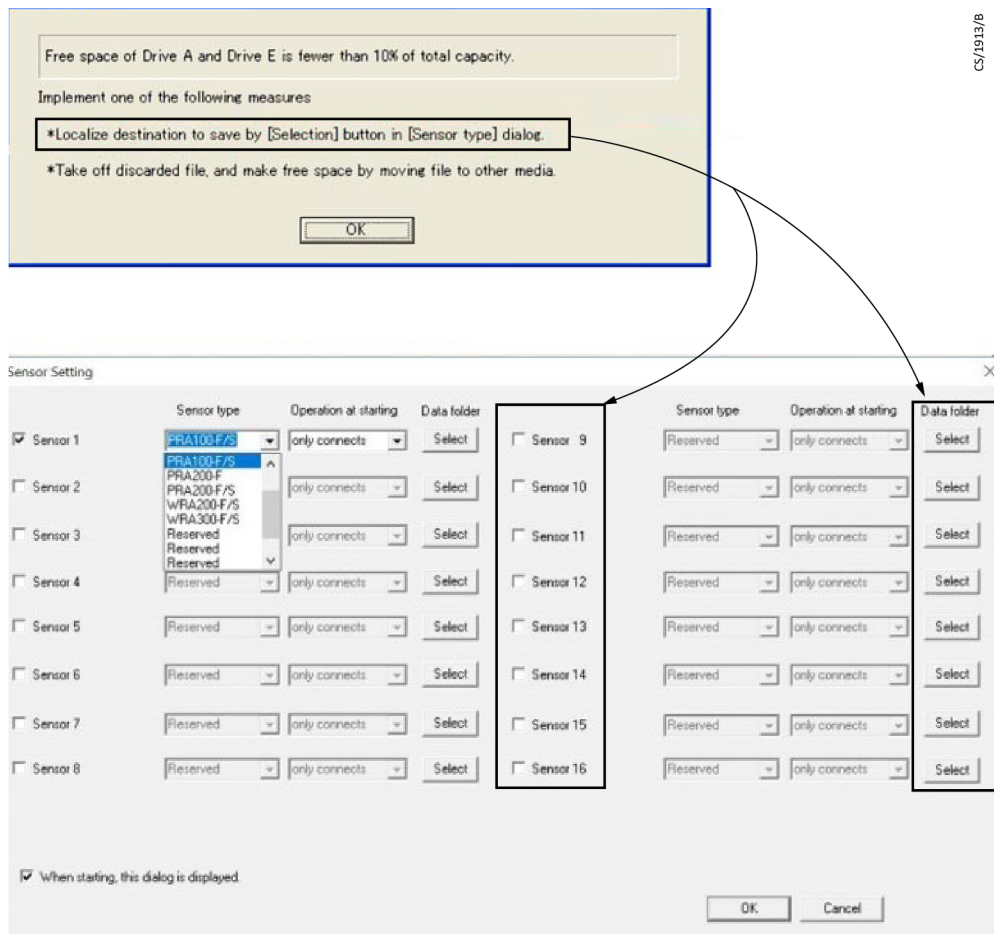 CS/1913/B
Free space of Drive A and Drive E is fewer than 10% of total capacity.
Implement one of the following measures
*Localize destination to save by [Selection] button in [Sensor type] dialog.
*Take off discarded file, and make free space by moving file to other media.
OK
Sensor Setting
Sensor type Operation at starting Data folder Sensor type Operation at starting Data folder
Sensor 1 PRA100-F/S only connects Select Sensor 9 Reserved only connects Select
PRA100-F/S
PRA200-F
PRA200-F/S
WRA200-F/S
WRA300-F/S
Reserved
Reserved
Reserved
Sensor 2 only connects Select Sensor 10 Reserved only connects Select
Sensor 3 only connects Select Sensor 11 Reserved only connects Select
Sensor 4 Reserved only connects Select Sensor 12 Reserved only connects Select
Sensor 5 Reserved only connects Select Sensor 13 Reserved only connects Select
Sensor 6 Reserved only connects Select Sensor 14 Reserved only connects Select
Sensor 7 Reserved only connects Select Sensor 15 Reserved only connects Select
Sensor 8 Reserved only connects Select Sensor 16 Reserved only connects Select
When starting, this dialog is displayed.
OK Cancel